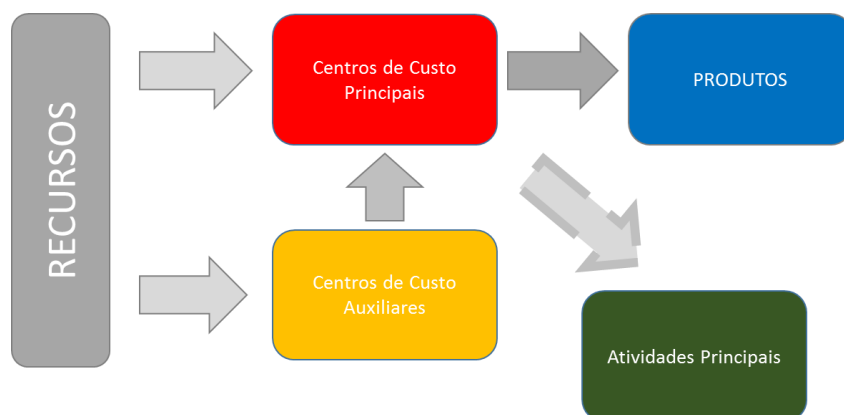 RECURSOS
Centros de Custo
Principais
PRODUTOS
Centros de Custo
Auxiliares
Atividades Principais